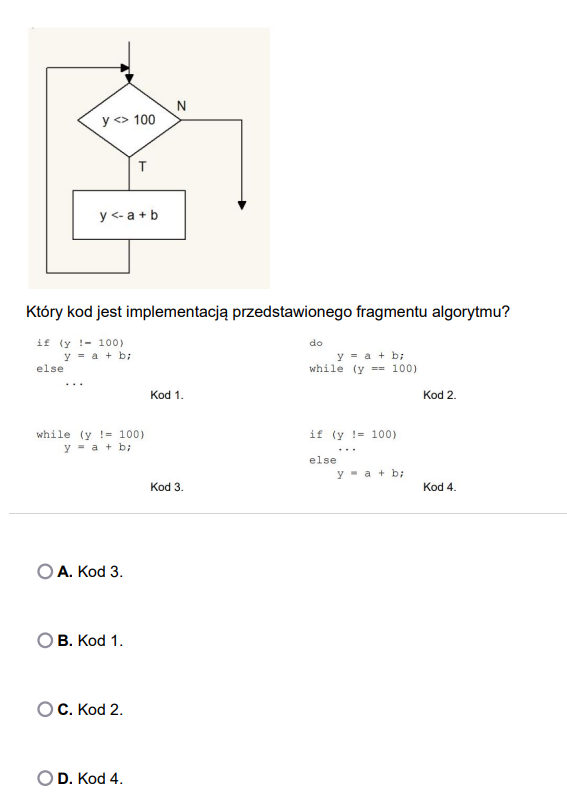 N
y <> 100
T
y <- a + b
Który kod jest implementacją przedstawionego fragmentu algorytmu?
if (y != 100)
y = a + b;
else
...
Kod 1.
do
y = a + b;
while (y == 100)
Kod 2.
while (y != 100)
y = a + b;
Kod 3.
if (y != 100)
...
else
y = a + b;
Kod 4.
A. Kod 3.
B. Kod 1.
C. Kod 2.
D. Kod 4.